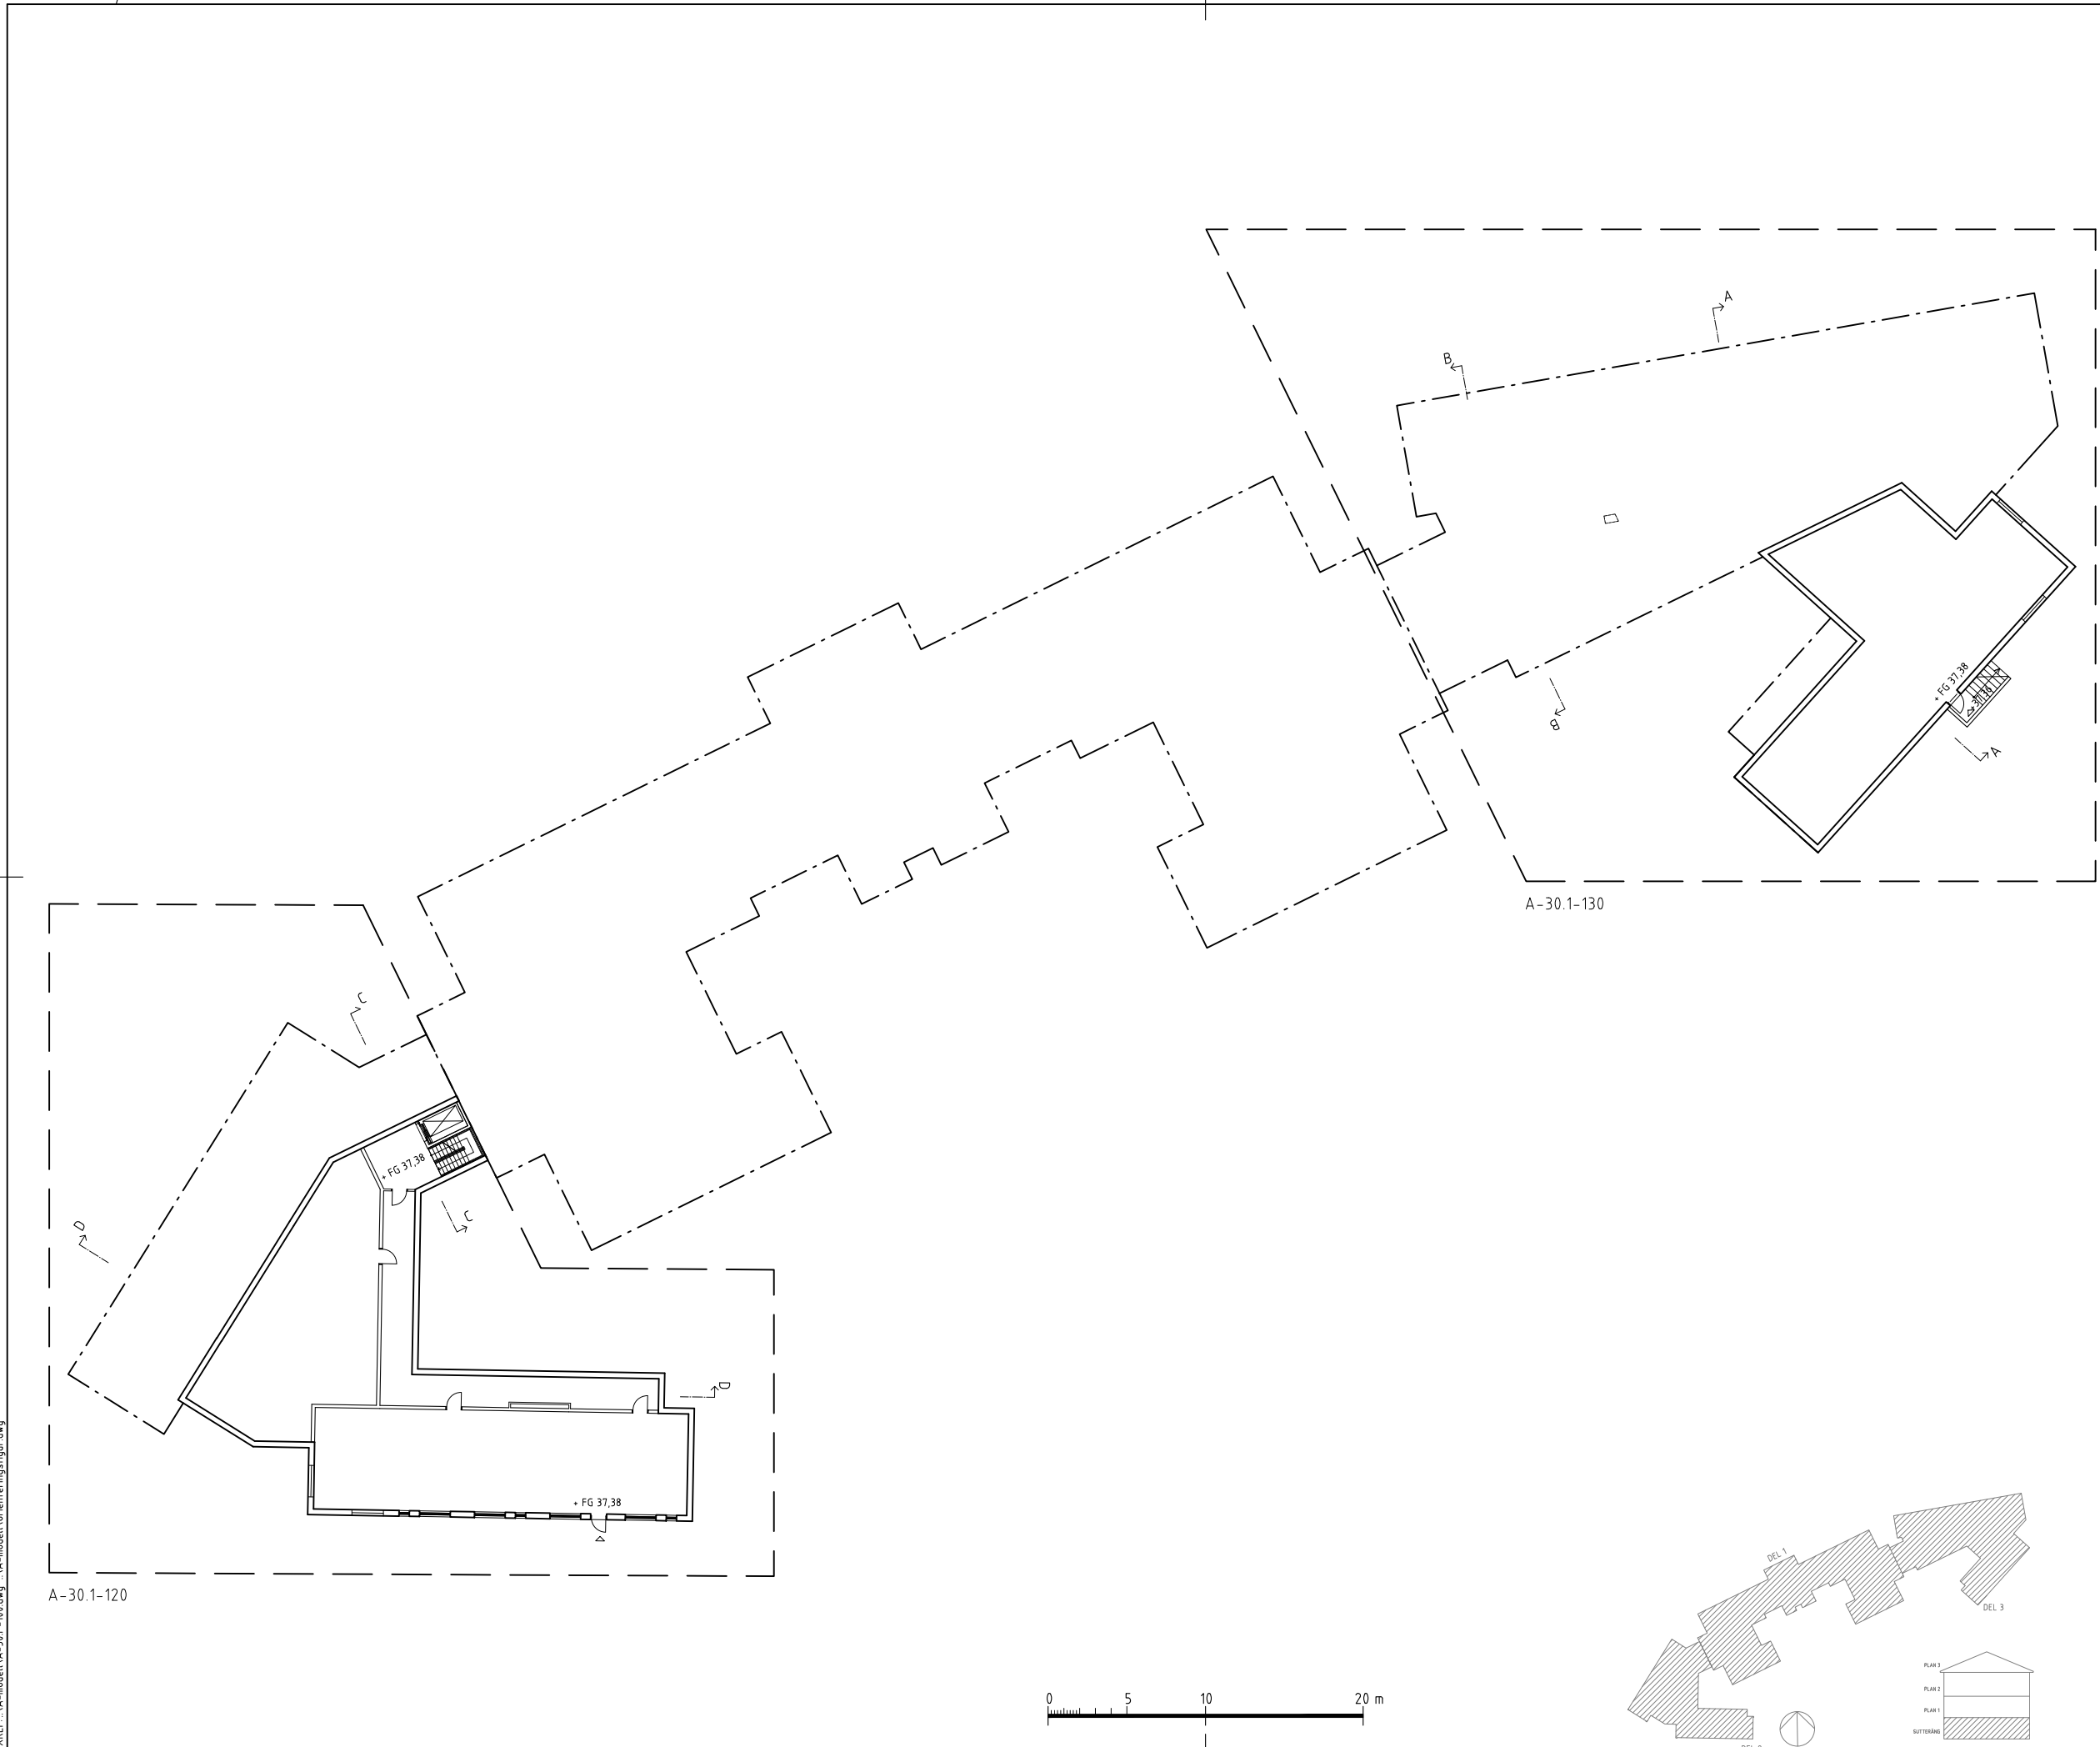 A
B
B
+ FG 37,38
A
A-30.1-130
C
+ FG 37,38
C
D
D
+ FG 37,38
A-30.1-120
0 5 10 20 m
DEL 1
DEL 3
PLAN 3
PLAN 2
PLAN 1
SUTTERÄNG